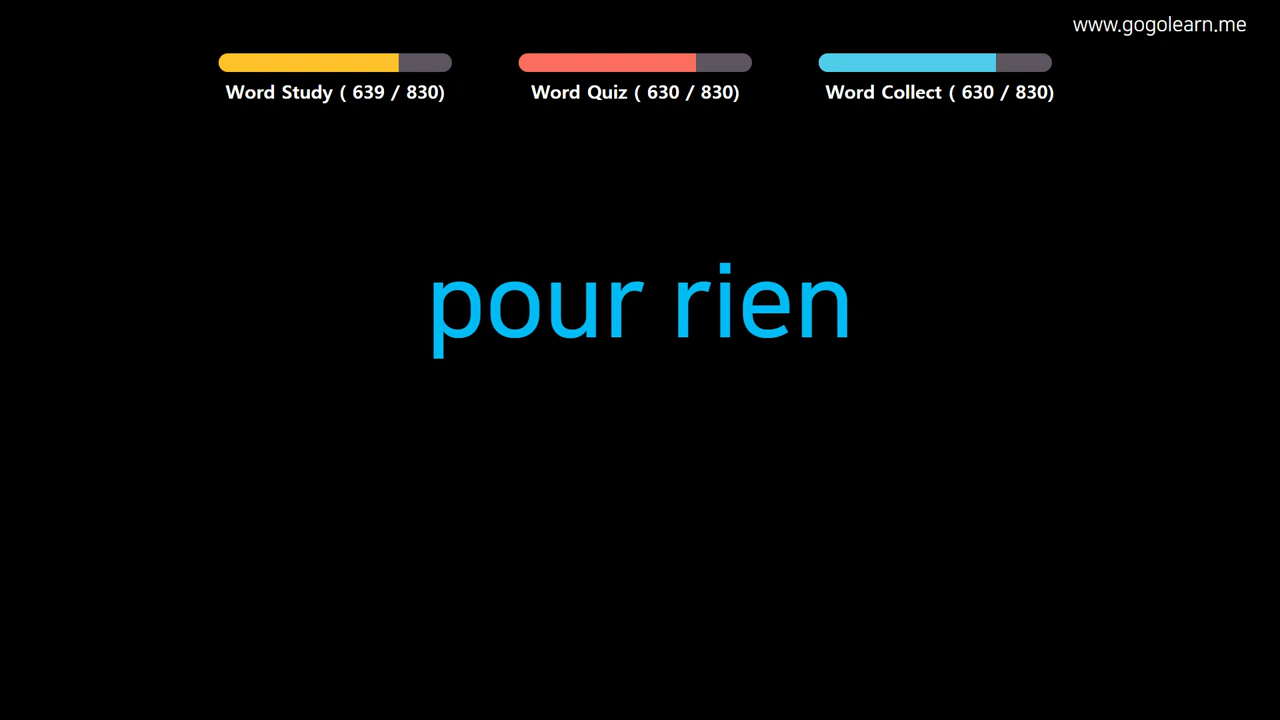 www.gogolearn.me
Word Study ( 639 / 830)
Word Quiz ( 630 / 830)
Word Collect ( 630 / 830)
pour rien